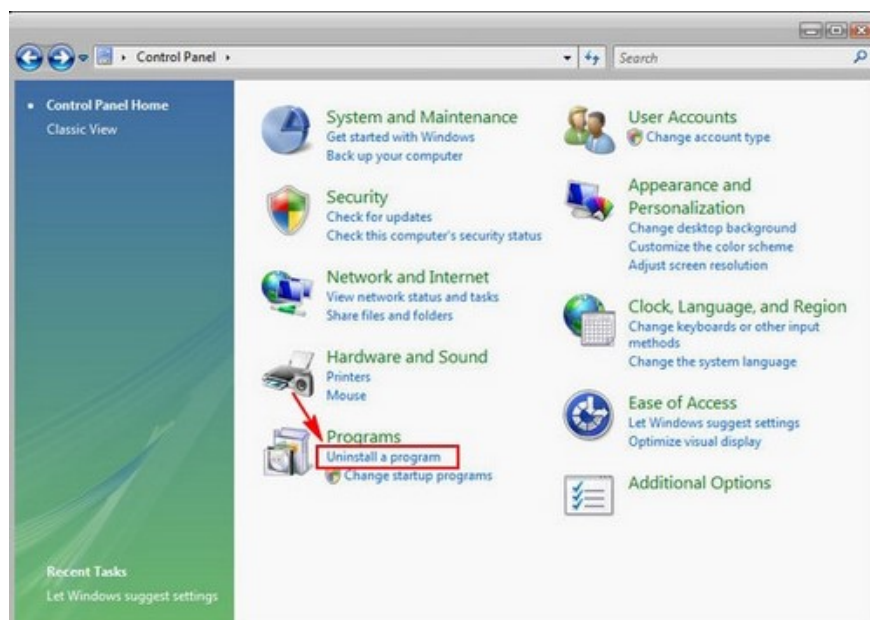 Control Panel
Search
Control Panel Home
Classic View
System and Maintenance
Get started with Windows
Back up your computer
Security
Check for updates
Check this computer's security status
Network and Internet
View network status and tasks
Share files and folders
Hardware and Sound
Printers
Mouse
Programs
Uninstall a program
Change startup programs
User Accounts
Change account type
Appearance and
Personalization
Change desktop background
Customize the color scheme
Adjust screen resolution
Clock, Language, and Region
Change keyboards or other input
methods
Change the system language
Ease of Access
Let Windows suggest settings
Optimize visual display
Additional Options
Recent Tasks
Let Windows suggest settings